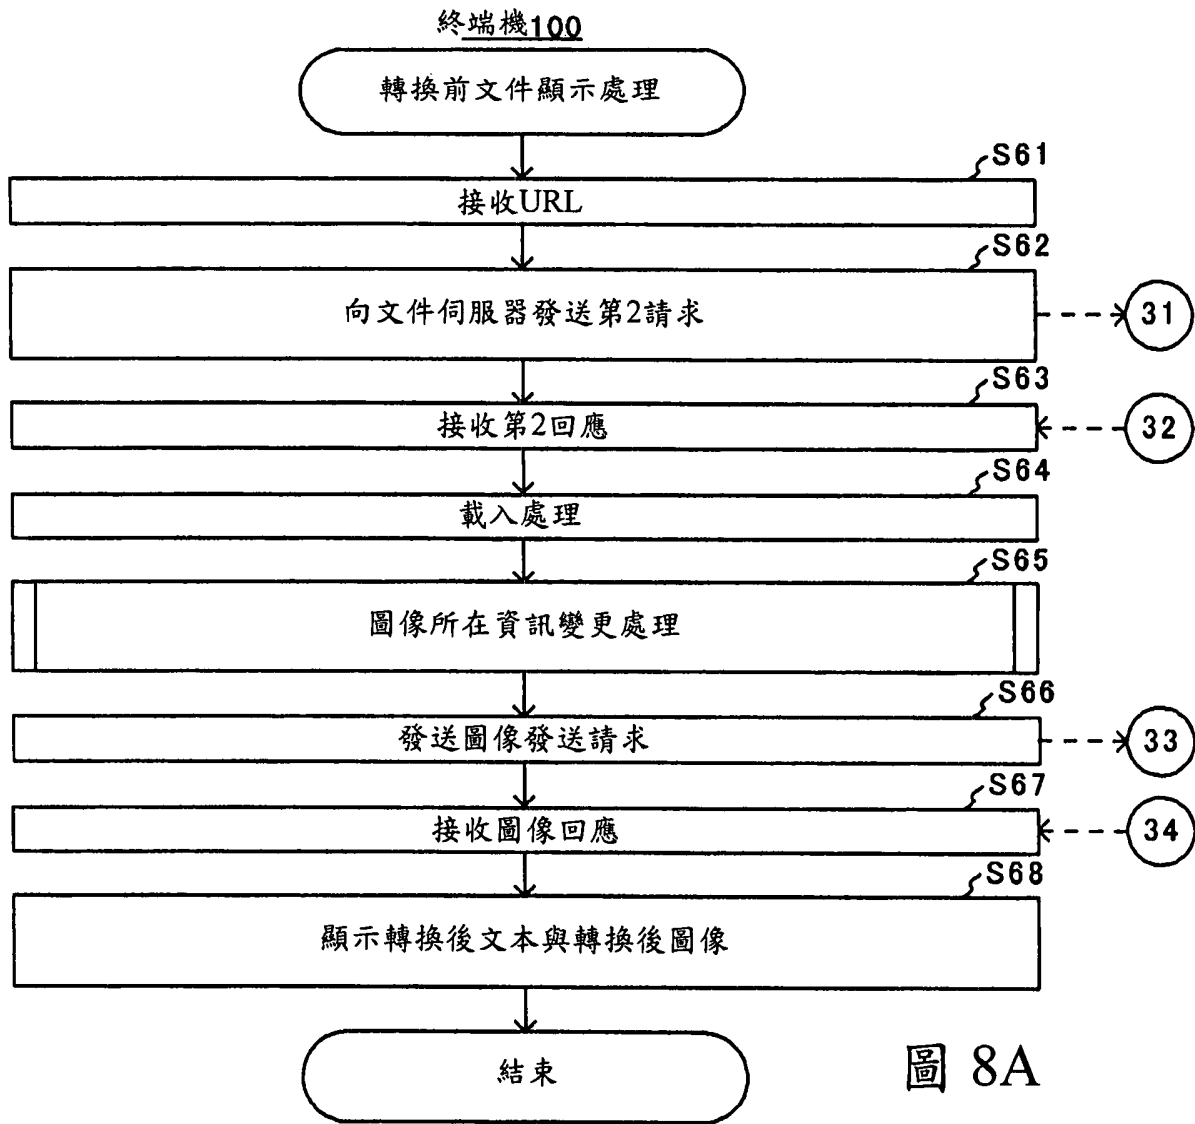 終端機100
轉換前文件顯示處理
S61
接收URL
S62
向文件伺服器發送第2請求
31
S63
接收第2回應
32
S64
載入處理
S65
圖像所在資訊變更處理
S66
發送圖像發送請求
33
S67
接收圖像回應
34
S68
顯示轉換後文本與轉換後圖像
結束
圖 8A